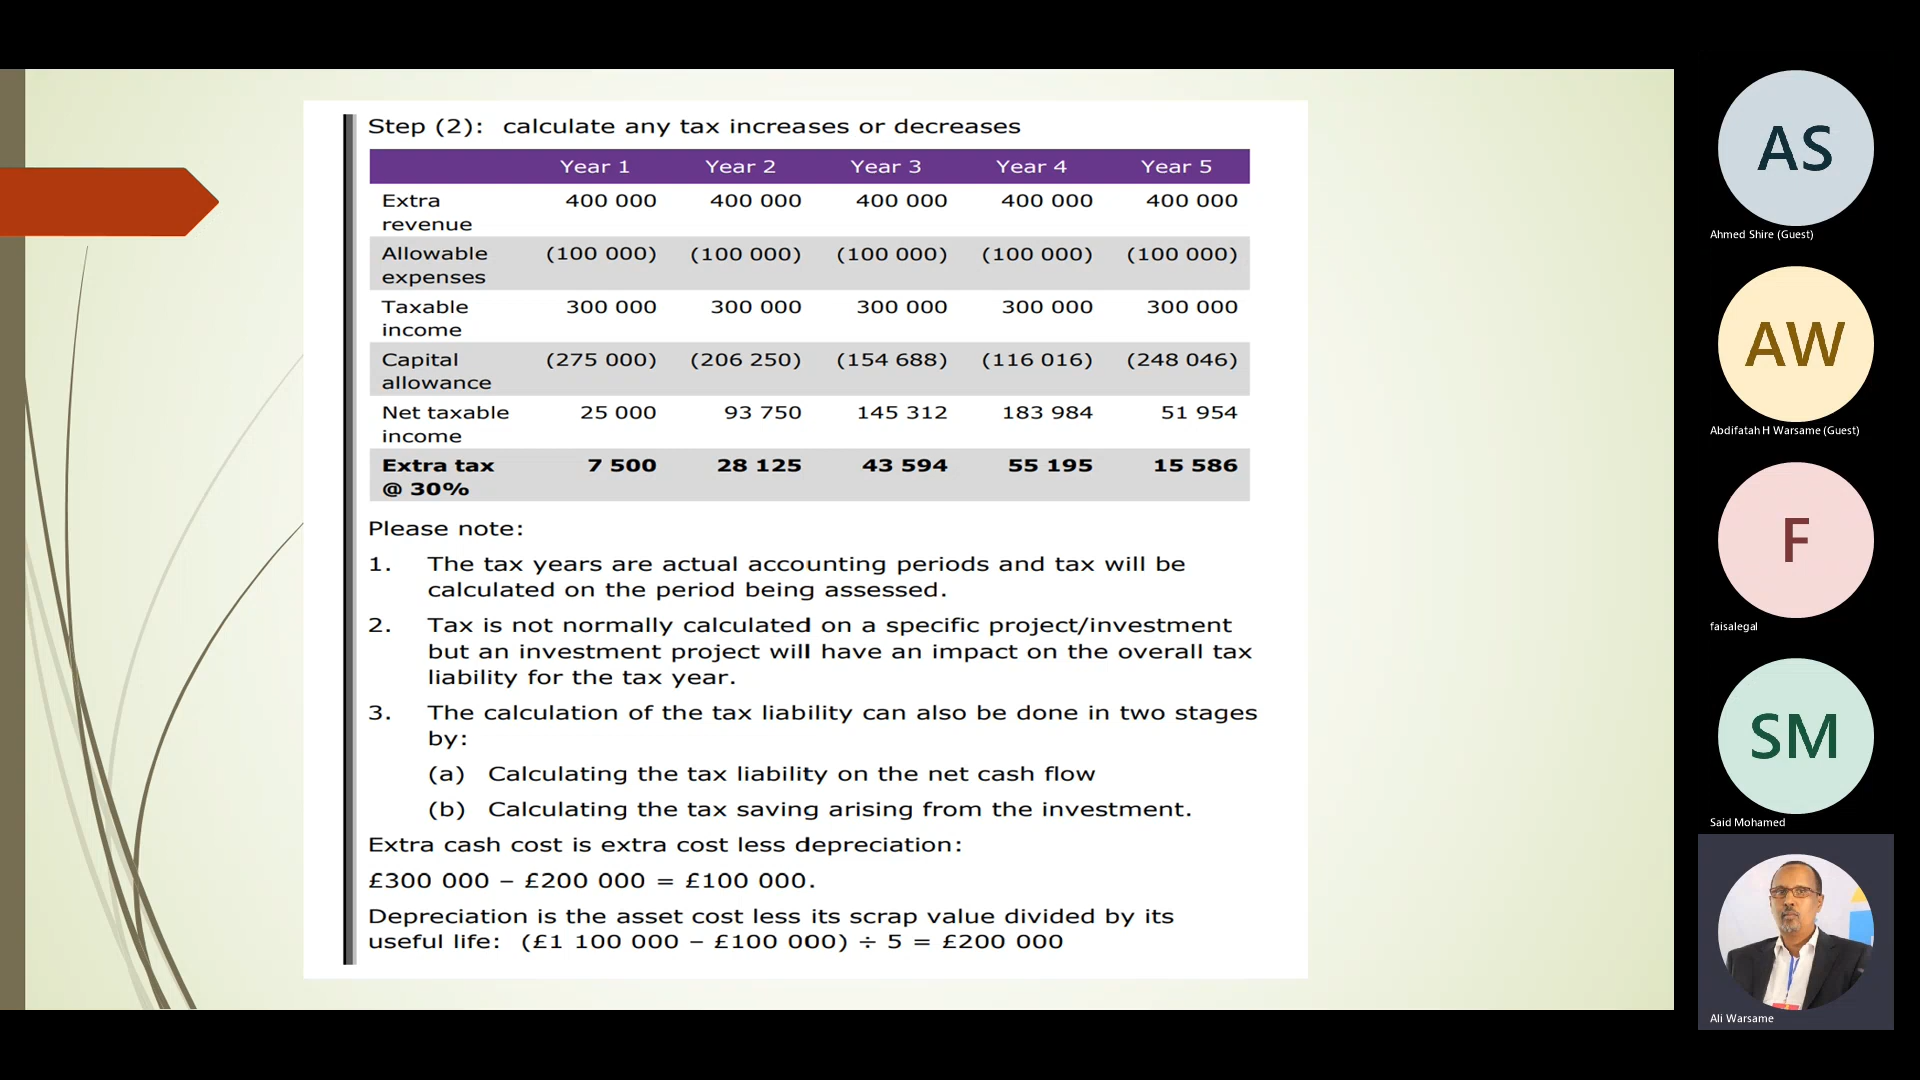 Step (2): calculate any tax increases or decreases
Year 1 Year 2 Year 3 Year 4 Year 5
Extra revenue 400 000 400 000 400 000 400 000 400 000
Allowable expenses (100 000) (100 000) (100 000) (100 000) (100 000)
Taxable income 300 000 300 000 300 000 300 000 300 000
Capital allowance (275 000) (206 250) (154 688) (116 016) (248 046)
Net taxable income 25 000 93 750 145 312 183 984 51 954
Extra tax @ 30% 7 500 28 125 43 594 55 195 15 586
Please note:
1. The tax years are actual accounting periods and tax will be
calculated on the period being assessed.
2. Tax is not normally calculated on a specific project/investment
but an investment project will have an impact on the overall tax
liability for the tax year.
3. The calculation of the tax liability can also be done in two stages
by:
(a) Calculating the tax liability on the net cash flow
(b) Calculating the tax saving arising from the investment.
Extra cash cost is extra cost less depreciation:
£300 000 – £200 000 = £100 000.
Depreciation is the asset cost less its scrap value divided by its
useful life: (£1 100 000 – £100 000) ÷ 5 = £200 000
AS
Ahmed Shire (Guest)
AW
Abdifatah H Warsame (Guest)
F
faisalegal
SM
Said Mohamed
Ali Warsame